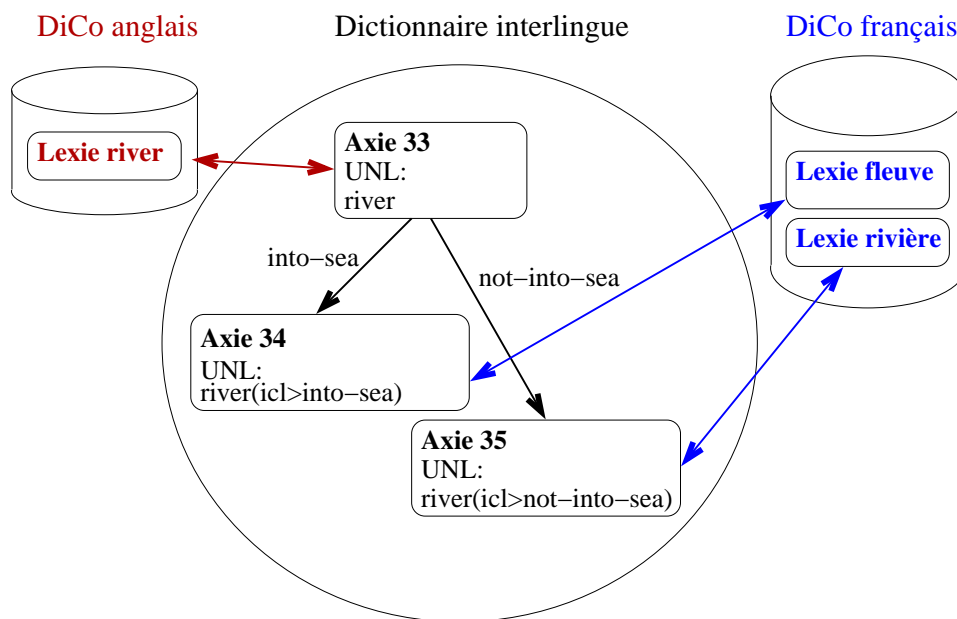 DiCo anglais
Dictionnaire interlingue
DiCo français
Lexie river
Axie 33
UNL:
river
Lexie fleuve
Lexie rivière
into−sea
not−into−sea
Axie 34
UNL:
river(icl>into−sea)
Axie 35
UNL:
river(icl>not−into−sea)